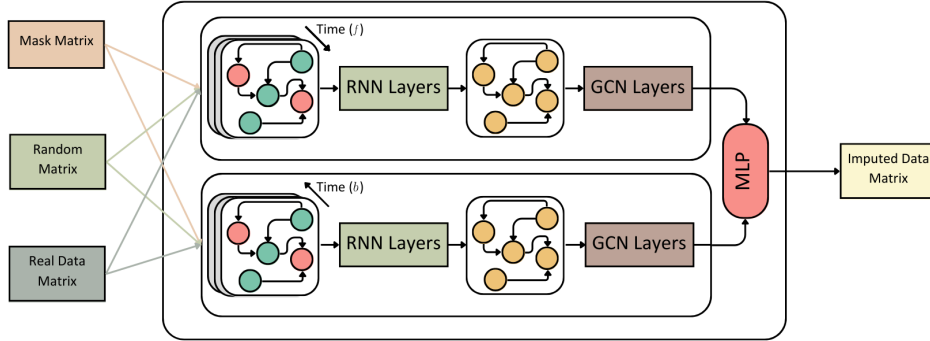 Mask Matrix
Random
Matrix
Real Data
Matrix
Time (f)
RNN Layers
GCN Layers
Time (b)
RNN Layers
GCN Layers
MLP
Imputed Data
Matrix